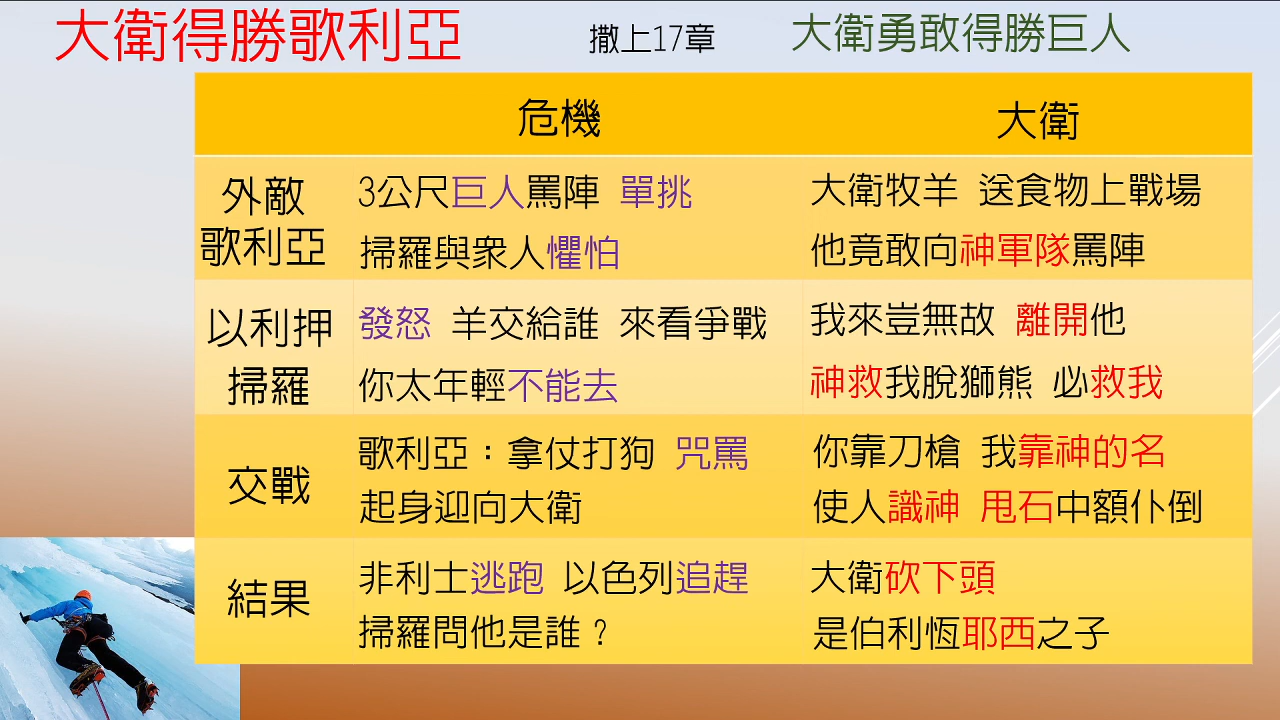 大衛得勝歌利亞 撒上17章 大衛勇敢得勝巨人
危機 大衛
外敵
歌利亞
3公尺巨人罵陣 單挑
掃羅與衆人懼怕
大衛牧羊 送食物上戰場
他竟敢向神軍隊罵陣
以利押
掃羅
發怒 羊交給誰 來看爭戰
你太年輕不能去
我來豈無故 離開他
神救我脫獅熊 必救我
交戰
歌利亞：拿仗打狗 咒罵
起身迎向大衛
你靠刀槍 我靠神的名
使人識神 甩石中額仆倒
結果
非利士逃跑 以色列追趕
掃羅問他是誰？
大衛砍下頭
是伯利恆耶西之子